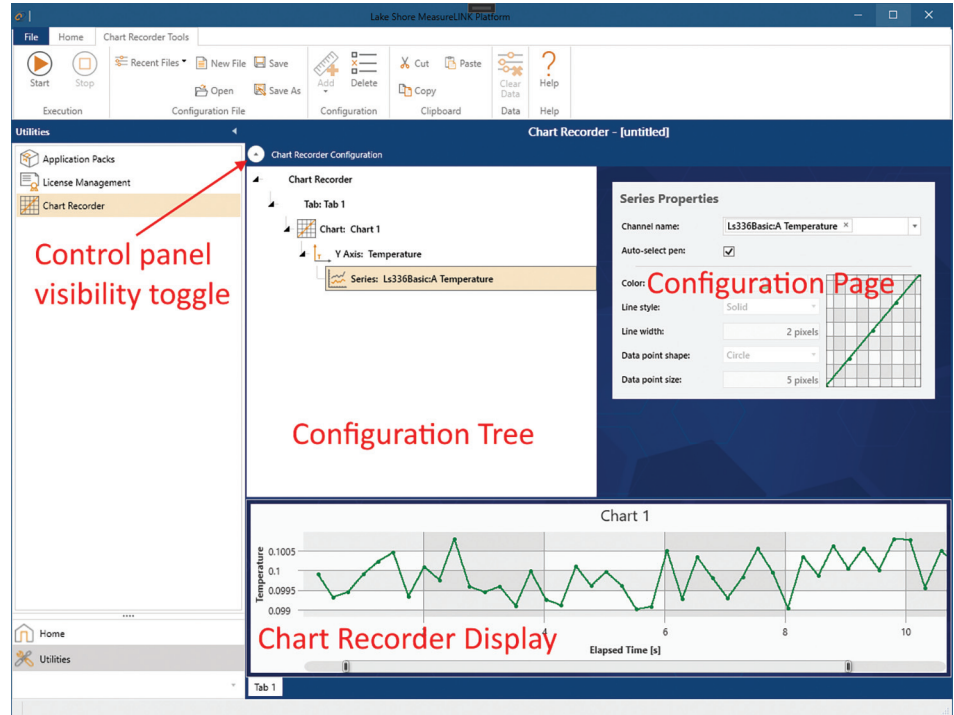 Lake Shore MeasureLINK Platform
File Home Chart Recorder Tools
Start Stop Recent Files New File Save Open Save As Add Delete Cut Paste Copy Clear Data Help
Execution Configuration File Configuration Clipboard Data Help
Utilities
Chart Recorder - [untitled]
Application Packs
License Management
Chart Recorder
Control panel
visibility toggle
Home
Utilities
Chart Recorder Configuration
Chart Recorder
Tab: Tab 1
Chart: Chart 1
Y Axis: Temperature
Series: Ls336Basic:A Temperature
Configuration Tree
Series Properties
Channel name: Ls336Basic:A Temperature ×
Auto-select pen:
Color:
Configuration Page
Line style: Solid
Line width: 2 pixels
Data point shape: Circle
Data point size: 5 pixels
Chart 1
Temperature
0.1005
0.1
0.0995
0.099
6 8 10
Chart Recorder Display
Elapsed Time [s]
Tab 1